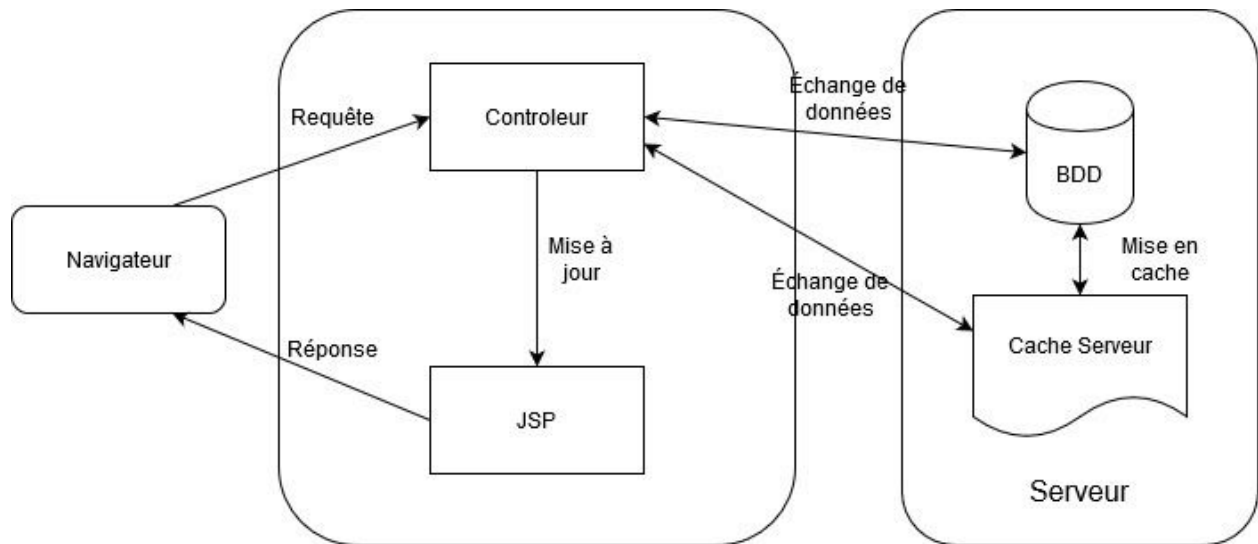 Requête
Controleur
Échange de
données
BDD
Navigateur
Mise à
jour
Mise en
cache
Échange de
données
Cache Serveur
Réponse
JSP
Serveur